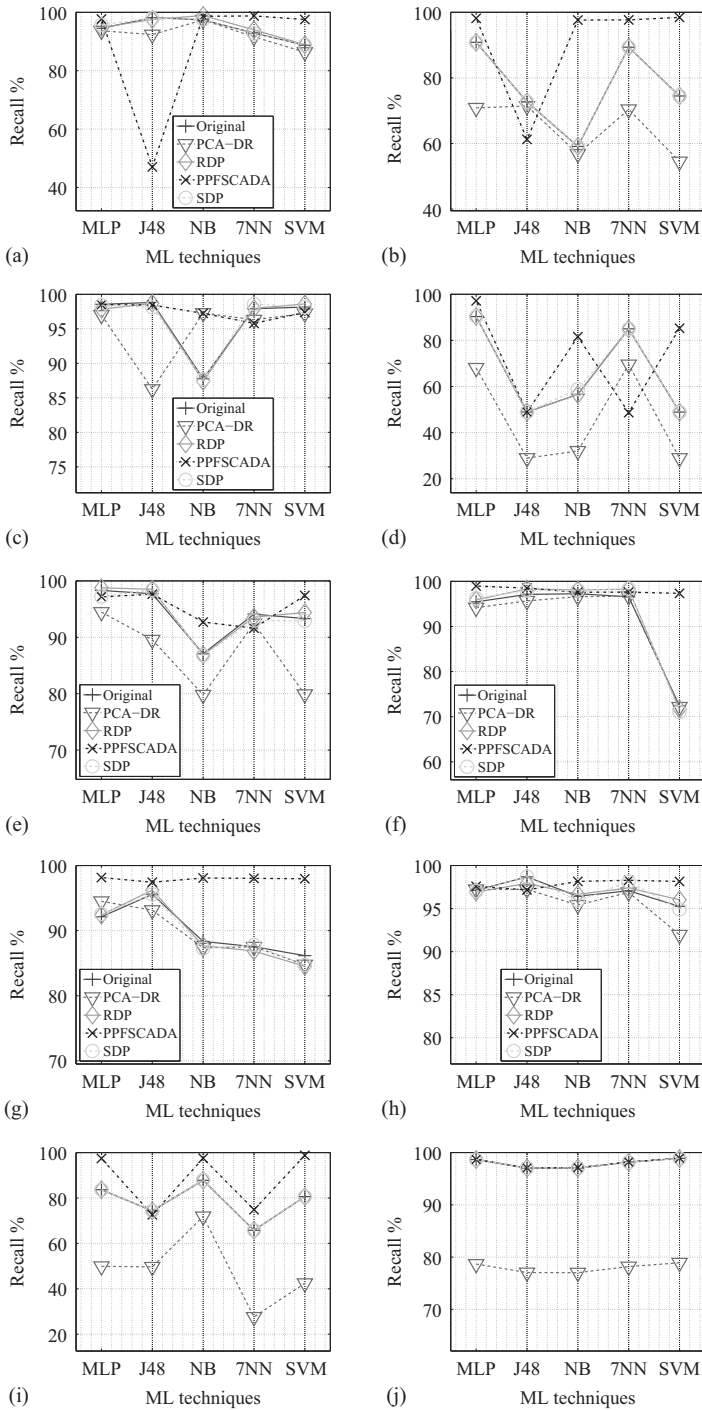 100
80
60
40
Recall %
Original
PCA−DR
RDP
PPFSCADA
SDP
MLP J48 NB 7NN SVM
(a) ML techniques
100
80
60
40
Recall %
MLP J48 NB 7NN SVM
(b) ML techniques
100
95
90
85
80
75
Recall %
Original
PCA−DR
RDP
PPFSCADA
SDP
MLP J48 NB 7NN SVM
(c) ML techniques
100
80
60
40
20
Recall %
MLP J48 NB 7NN SVM
(d) ML techniques
100
90
80
70
Recall %
Original
PCA−DR
RDP
PPFSCADA
SDP
MLP J48 NB 7NN SVM
(e) ML techniques
100
90
80
70
60
Recall %
Original
PCA−DR
RDP
PPFSCADA
SDP
MLP J48 NB 7NN SVM
(f) ML techniques
100
90
80
70
Recall %
Original
PCA−DR
RDP
PPFSCADA
SDP
MLP J48 NB 7NN SVM
(g) ML techniques
100
95
90
85
80
Recall %
Original
PCA−DR
RDP
PPFSCADA
SDP
MLP J48 NB 7NN SVM
(h) ML techniques
100
80
60
40
20
Recall %
MLP J48 NB 7NN SVM
(i) ML techniques
100
90
80
70
Recall %
MLP J48 NB 7NN SVM
(j) ML techniques